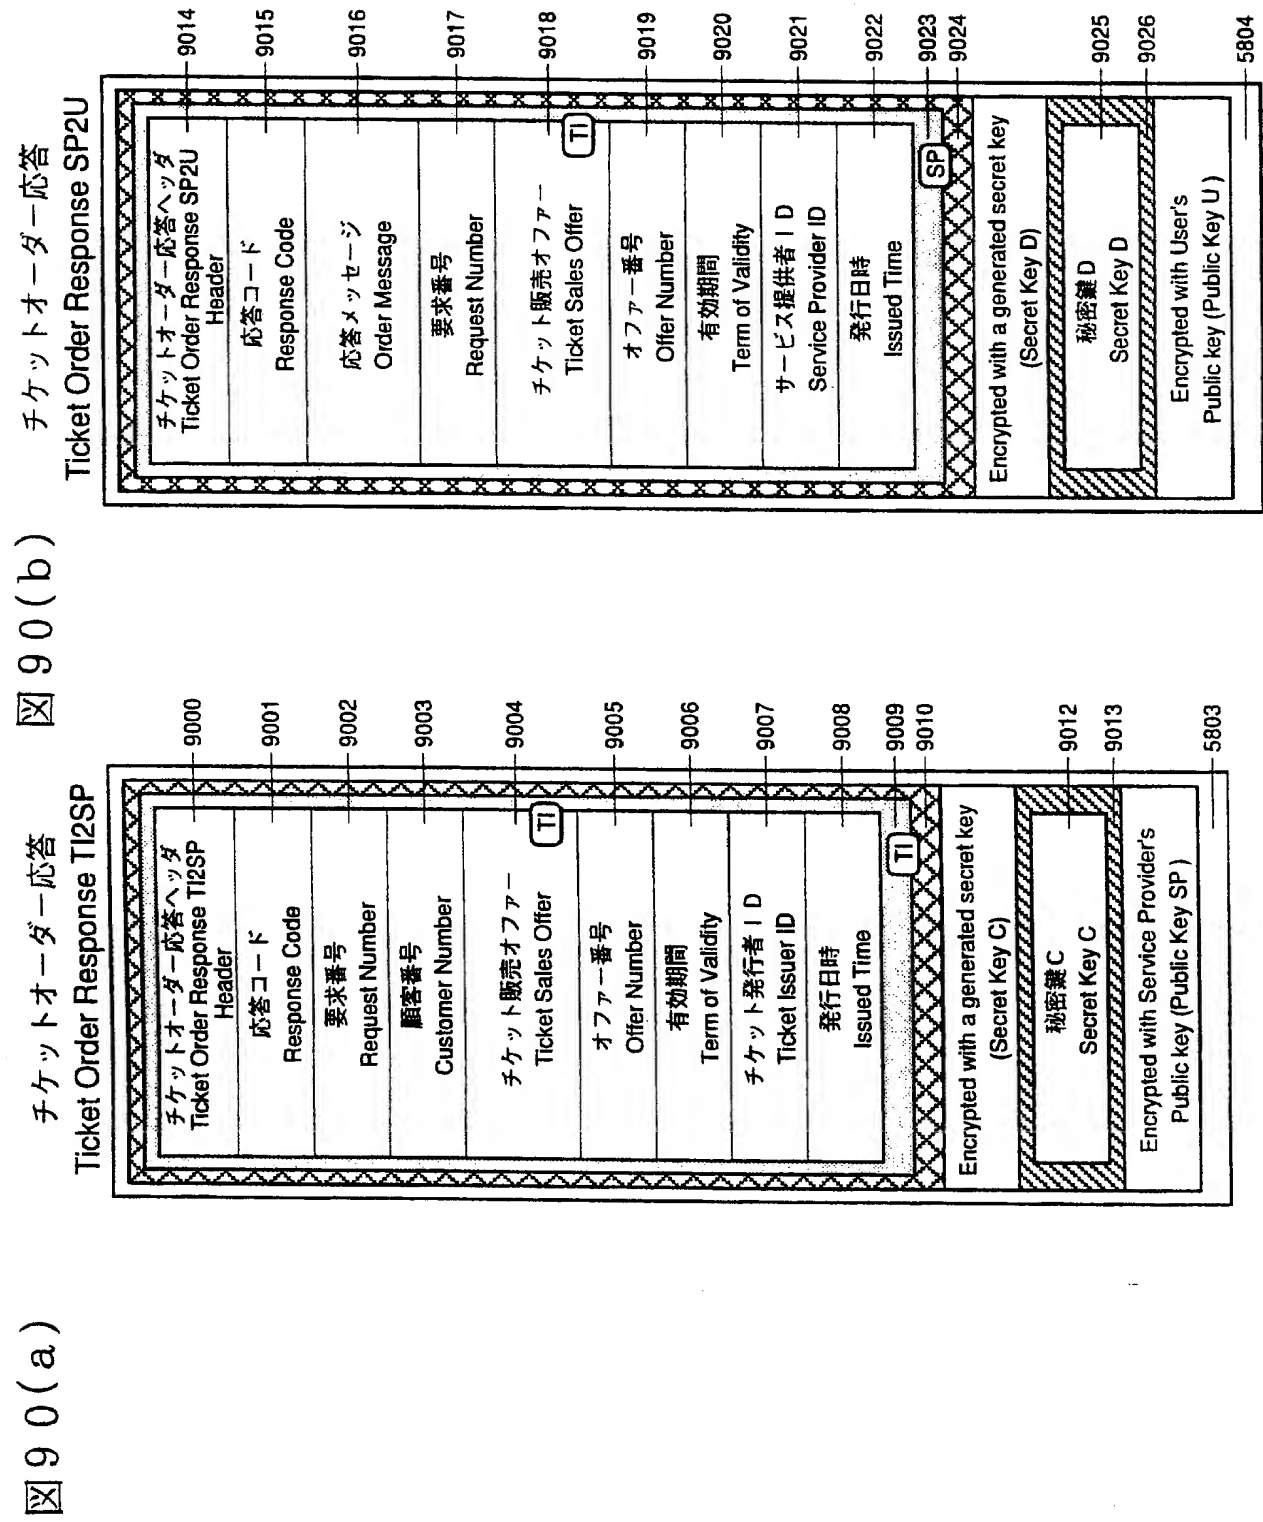 図90(a)
チケットオーダー応答
Ticket Order Response TI2SP
チケットオーダー応答ヘッダ
Ticket Order Response TI2SP
Header
9000
応答コード
Response Code
9001
要求番号
Request Number
9002
顧客番号
Customer Number
9003
チケット販売オファー
Ticket Sales Offer
TI
9004
オファー番号
Offer Number
9005
有効期間
Term of Validity
9006
チケット発行者ID
Ticket Issuer ID
9007
発行日時
Issued Time
9008
TI
9009
9010
Encrypted with a generated secret key
(Secret Key C)
秘密鍵C
Secret Key C
9012
9013
Encrypted with Service Provider's
Public key (Public Key SP)
5803
図90(b)
チケットオーダー応答
Ticket Order Response SP2U
チケットオーダー応答ヘッダ
Ticket Order Response SP2U
Header
9014
応答コード
Response Code
9015
応答メッセージ
Order Message
9016
要求番号
Request Number
9017
チケット販売オファー
Ticket Sales Offer
TI
9018
オファー番号
Offer Number
9019
有効期間
Term of Validity
9020
サービス提供者ID
Service Provider ID
9021
発行日時
Issued Time
9022
SP
9023
9024
Encrypted with a generated secret key
(Secret Key D)
秘密鍵D
Secret Key D
9025
9026
Encrypted with User's
Public key (Public Key U)
5804